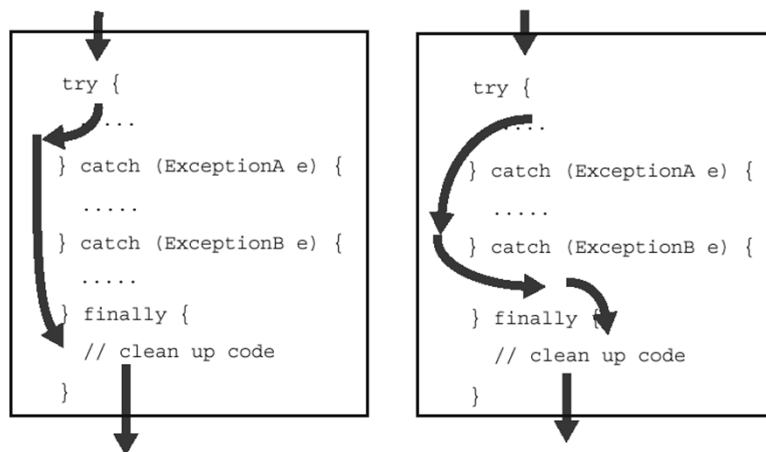 try {
.....
} catch (ExceptionA e) {
.....
} catch (ExceptionB e) {
.....
} finally {
// clean up code
}
try {
.....
} catch (ExceptionA e) {
.....
} catch (ExceptionB e) {
} finally {
// clean up code
}